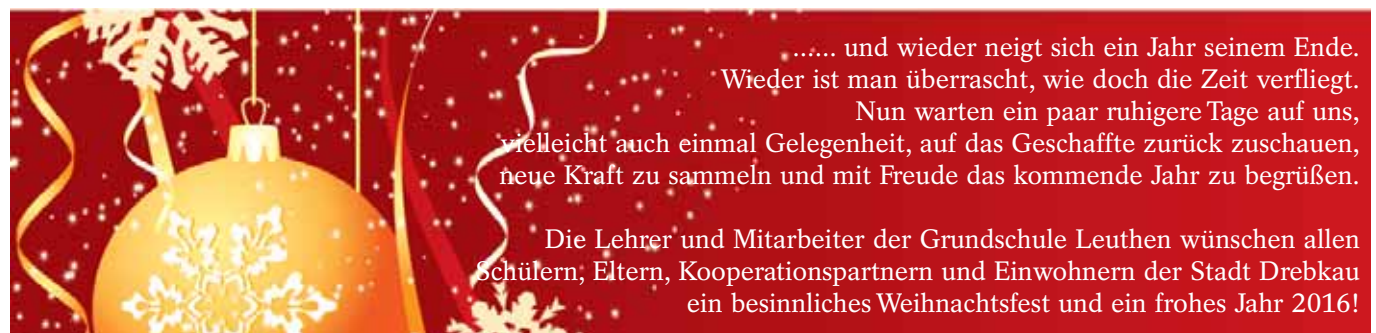 ...... und wieder neigt sich ein Jahr seinem Ende.
Wieder ist man überrascht, wie doch die Zeit verfliegt.
Nun warten ein paar ruhigere Tage auf uns,
vielleicht auch einmal Gelegenheit, auf das Geschaffte zurück zuschauen,
neue Kraft zu sammeln und mit Freude das kommende Jahr zu begrüßen.
Die Lehrer und Mitarbeiter der Grundschule Leuthen wünschen allen
Schülern, Eltern, Kooperationspartnern und Einwohnern der Stadt Drebkau
ein besinnliches Weihnachtsfest und ein frohes Jahr 2016!